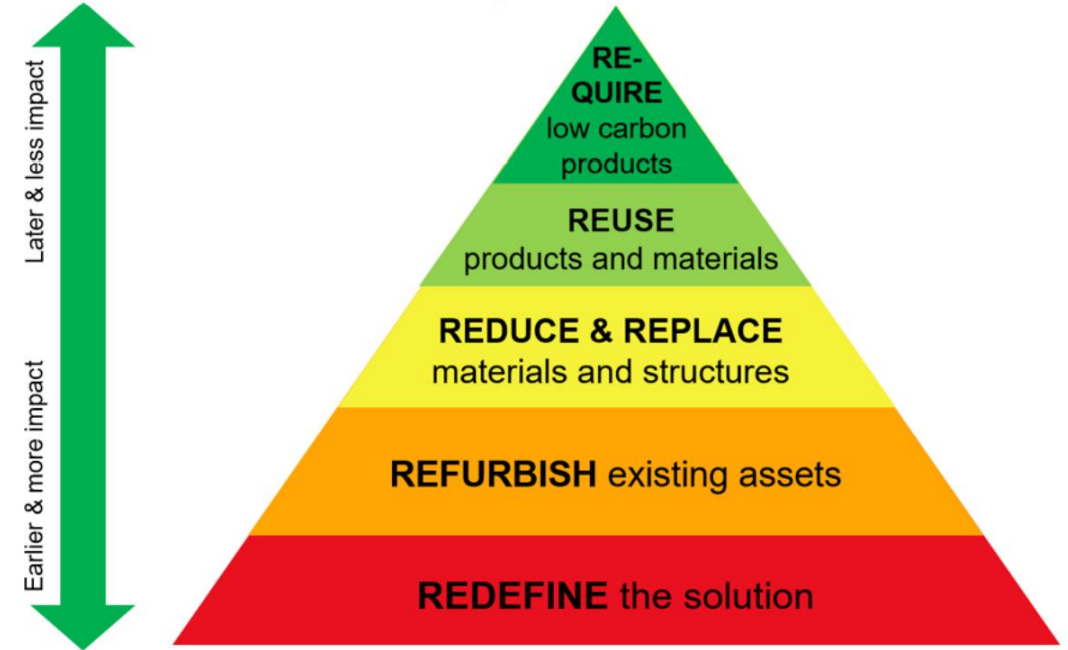 Later & less impact
Earlier & more impact
RE-
QUIRE
low carbon
products
REUSE
products and materials
REDUCE & REPLACE
materials and structures
REFURBISH existing assets
REDEFINE the solution